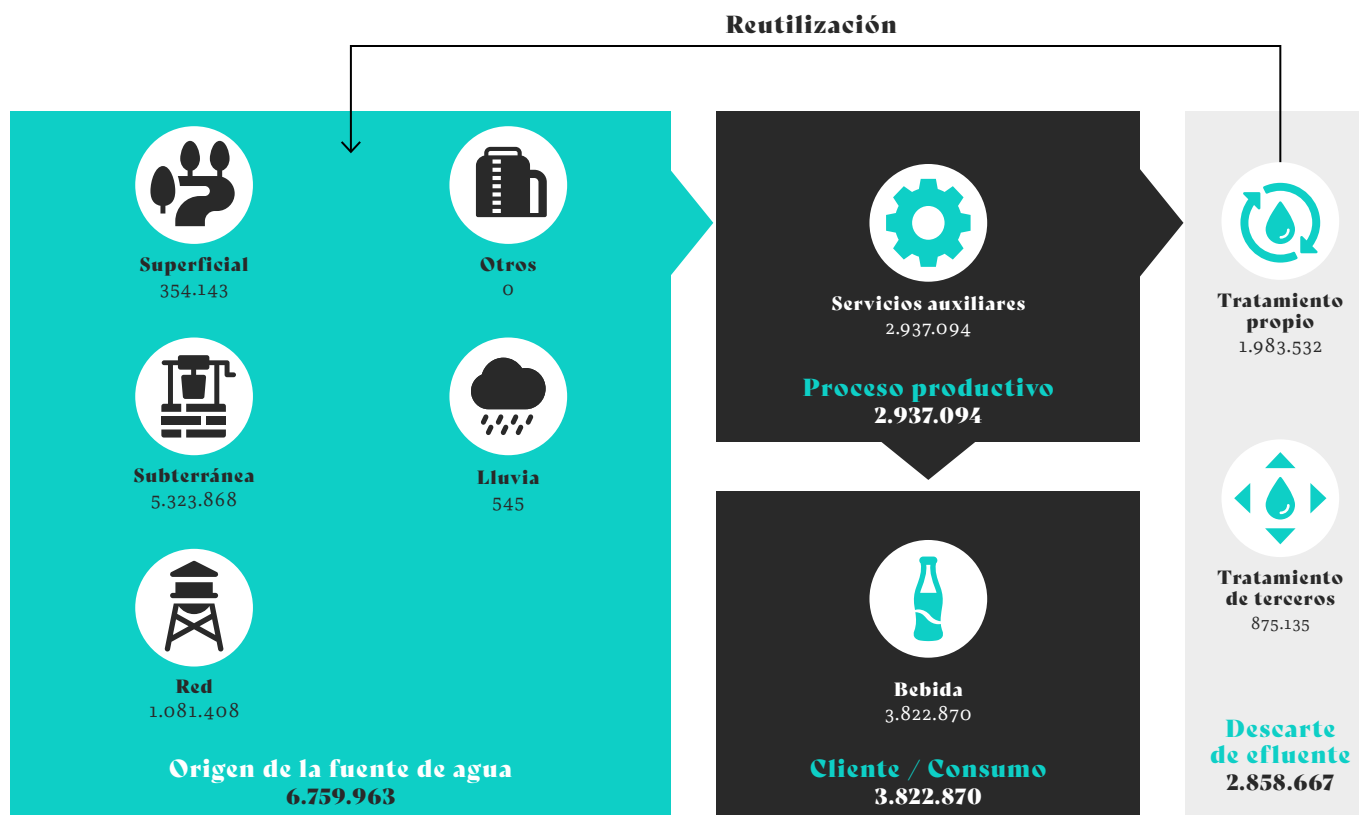 Reutilización
Superficial
354.143
Otros
0
Subterránea
5.323.868
Lluvia
545
Red
1.081.408
Origen de la fuente de agua
6.759.963
Servicios auxiliares
2.937.094
Proceso productivo
2.937.094
Bebida
3.822.870
Cliente / Consumo
3.822.870
Tratamiento
propio
1.983.532
Tratamiento
de terceros
875.135
Descarte
de efluente
2.858.667